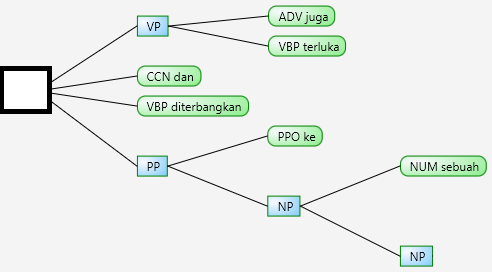 VP
ADV juga
VBP terluka
CCN dan
VBP diterbangkan
PP
PPO ke
NP
NUM sebuah
NP